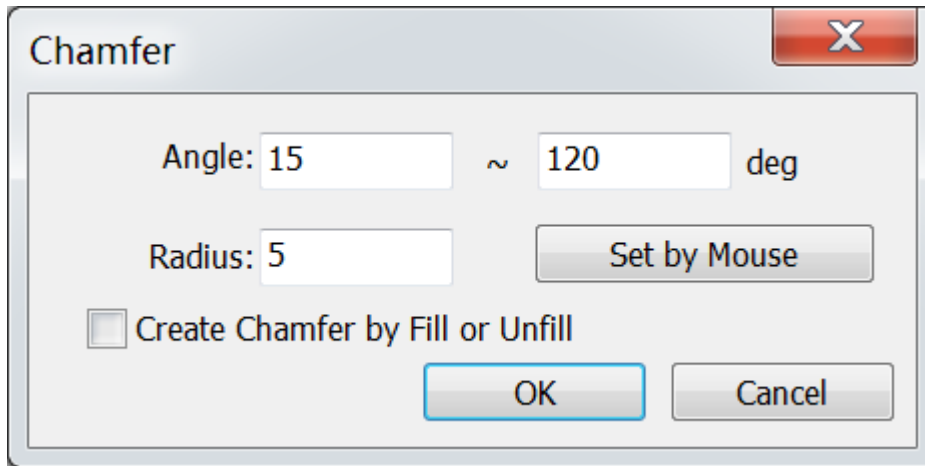 Chamfer
Angle: 15 ~ 120 deg
Radius: 5 Set by Mouse
Create Chamfer by Fill or Unfill
OK Cancel